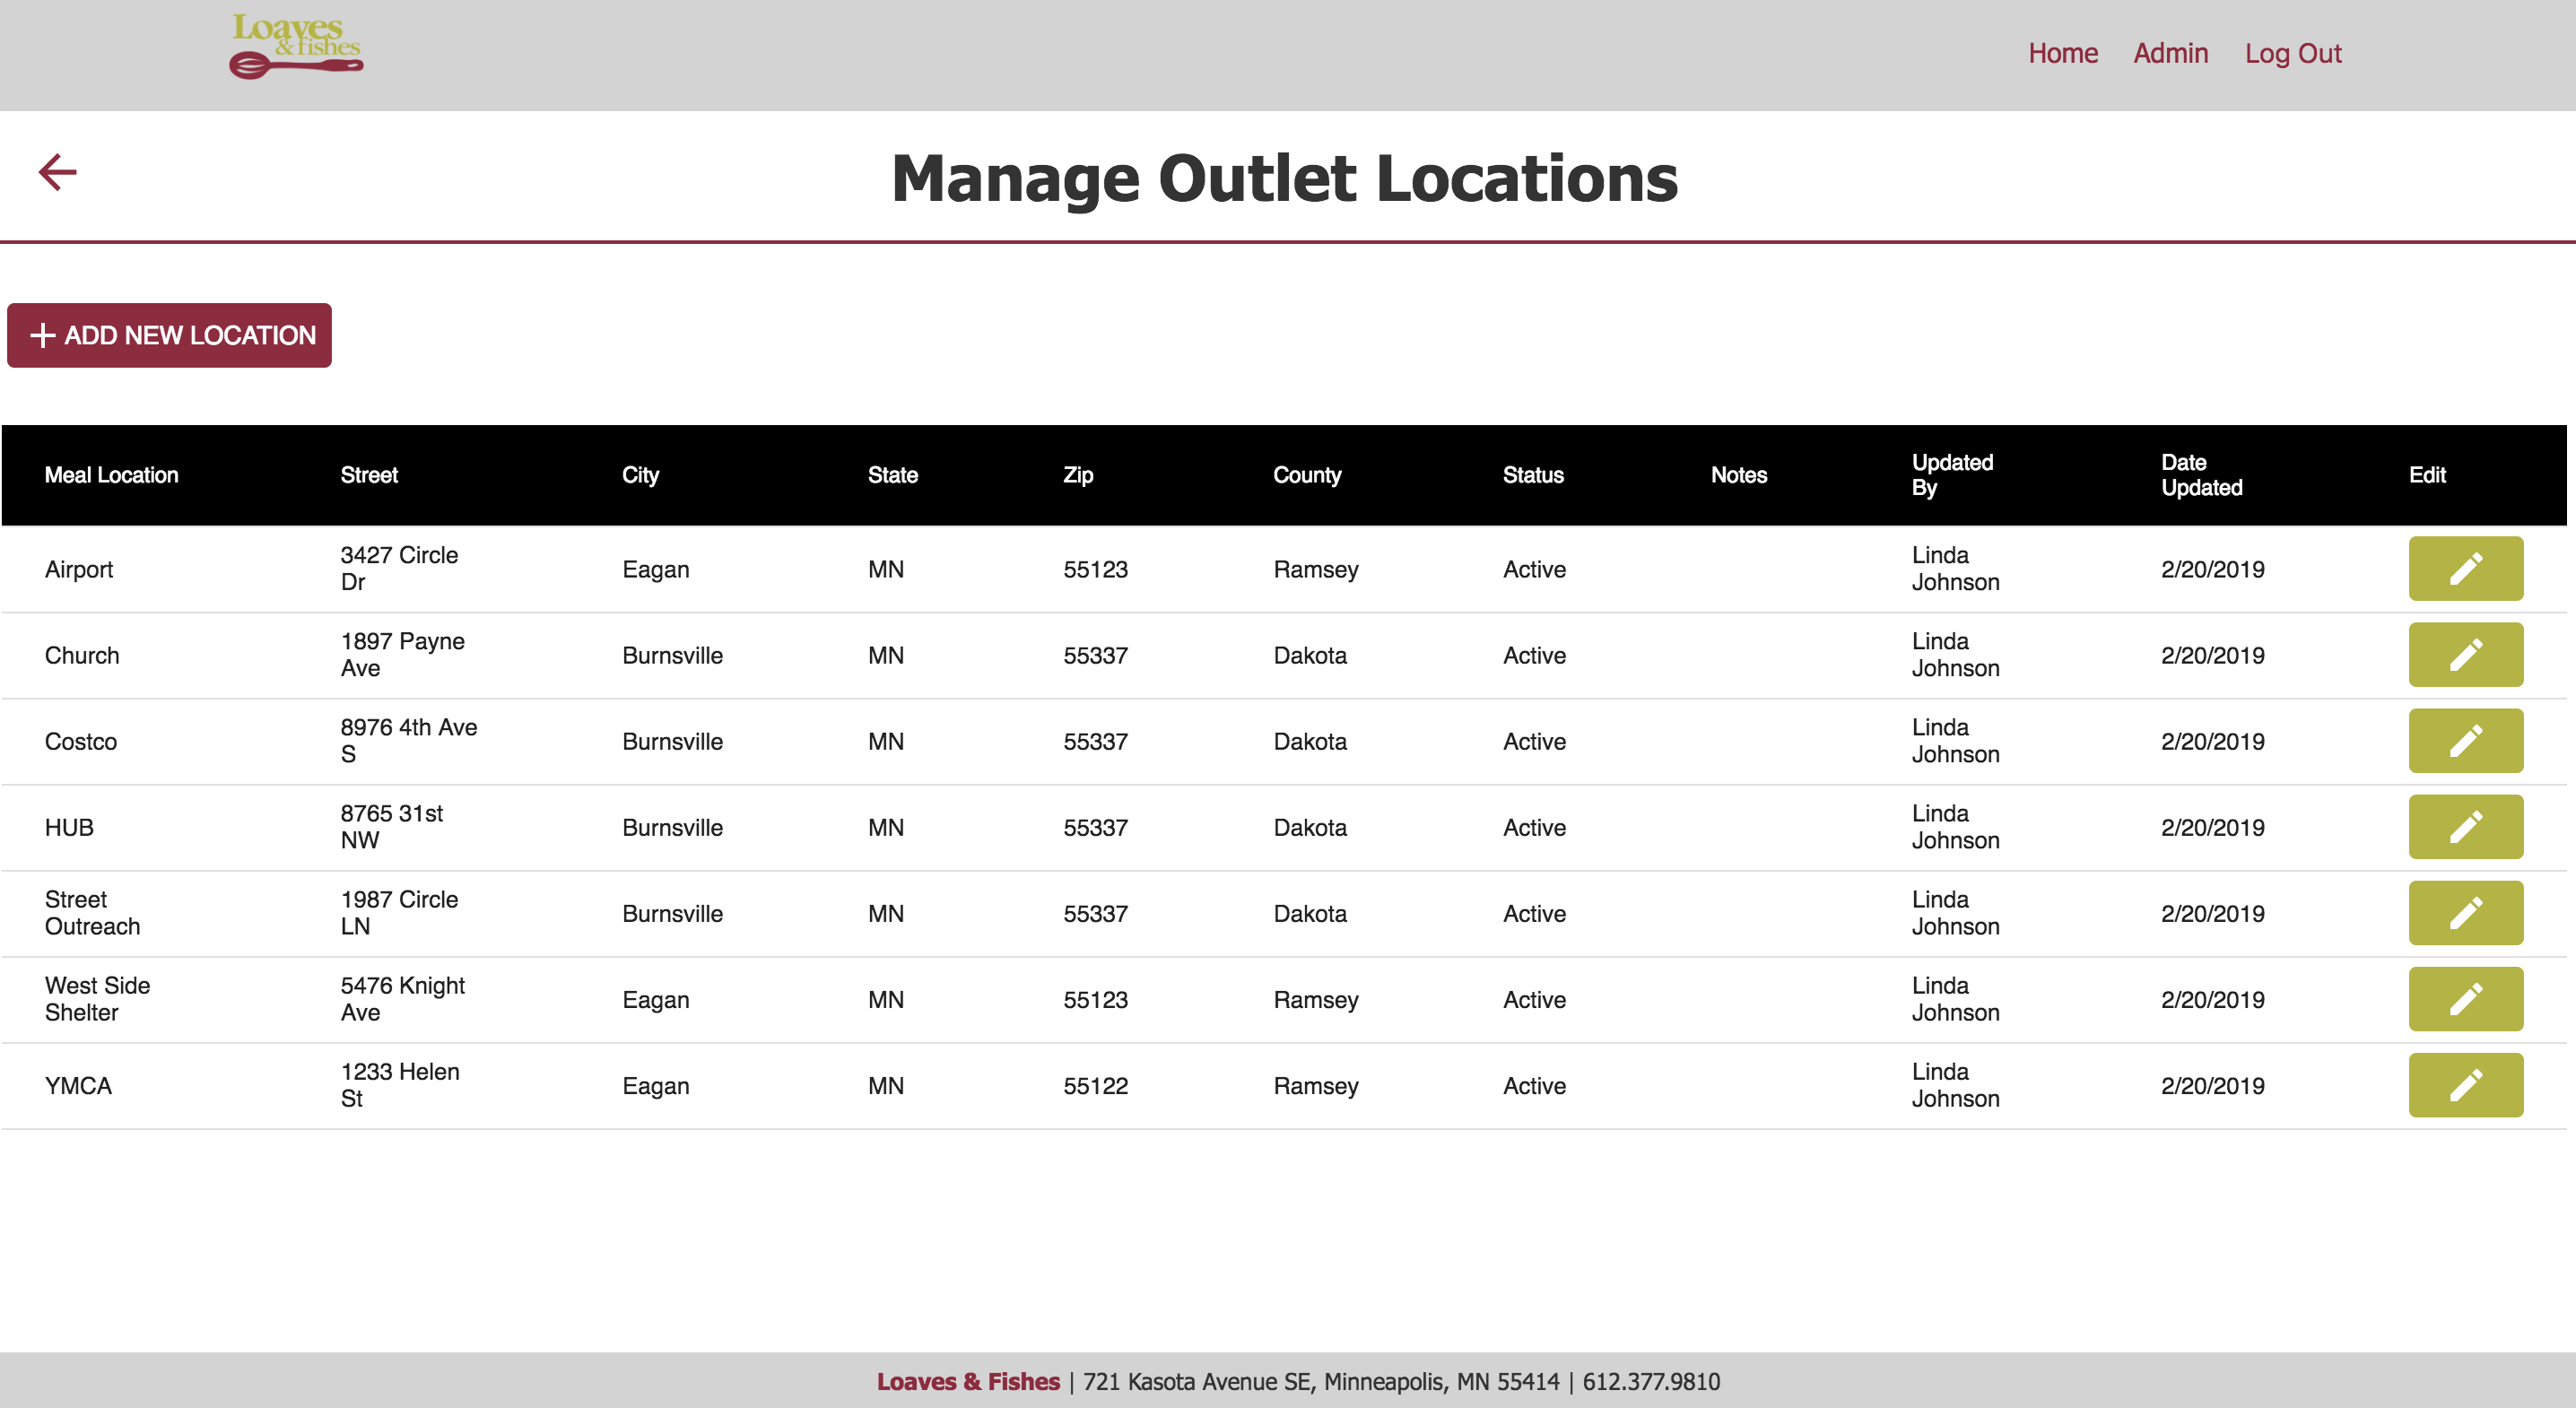 Loaves
& fishes
Home Admin Log Out
Manage Outlet Locations
ADD NEW LOCATION
Meal Location Street City State Zip County Status Notes Updated By Date Updated Edit
Airport 3427 Circle Dr Eagan MN 55123 Ramsey Active Linda Johnson 2/20/2019
Church 1897 Payne Ave Burnsville MN 55337 Dakota Active Linda Johnson 2/20/2019
Costco 8976 4th Ave S Burnsville MN 55337 Dakota Active Linda Johnson 2/20/2019
HUB 8765 31st NW Burnsville MN 55337 Dakota Active Linda Johnson 2/20/2019
Street Outreach 1987 Circle LN Burnsville MN 55337 Dakota Active Linda Johnson 2/20/2019
West Side Shelter 5476 Knight Ave Eagan MN 55123 Ramsey Active Linda Johnson 2/20/2019
YMCA 1233 Helen St Eagan MN 55122 Ramsey Active Linda Johnson 2/20/2019
Loaves & Fishes | 721 Kasota Avenue SE, Minneapolis, MN 55414 | 612.377.9810